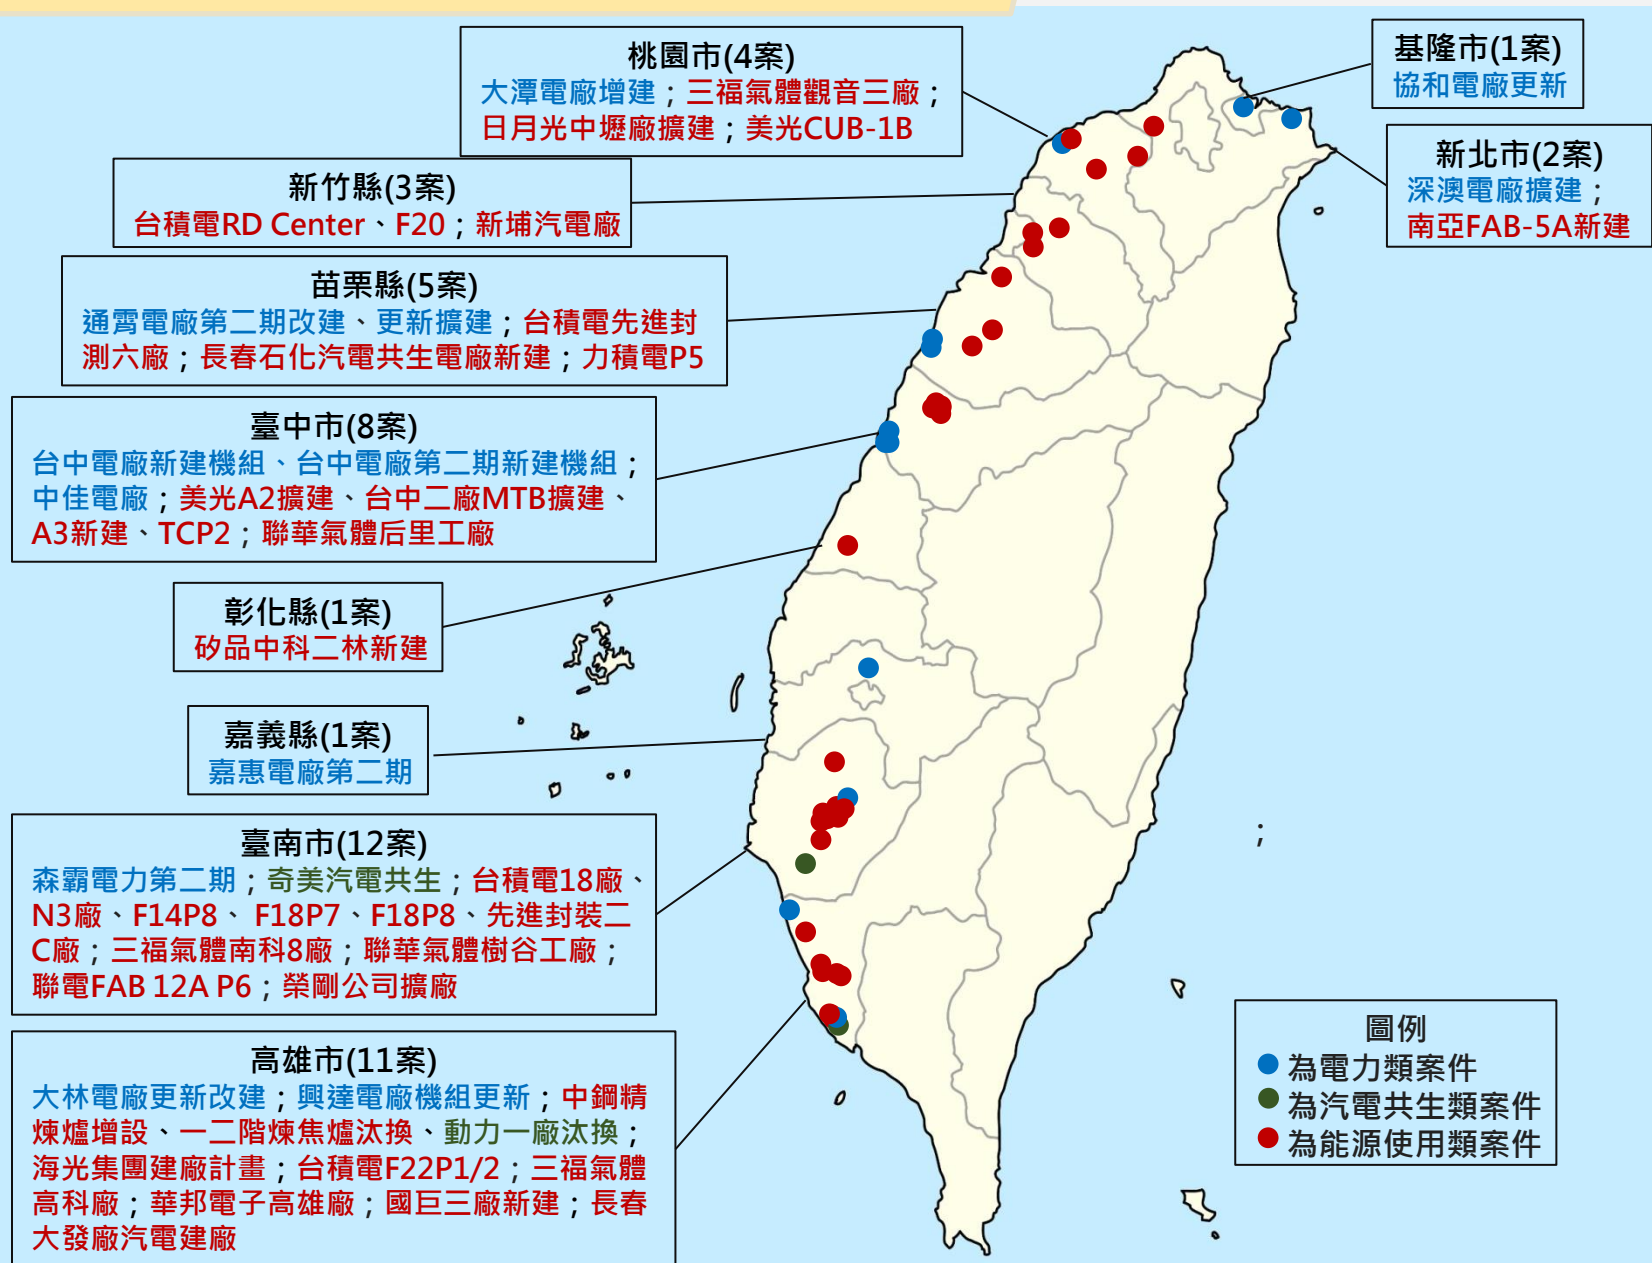 桃園市(4案)
大潭電廠增建；三福氣體觀音三廠；
日月光中壢廠擴建；美光CUB-1B
基隆市(1案)
協和電廠更新
新北市(2案)
深澳電廠擴建；
南亞FAB-5A新建
新竹縣(3案)
台積電RD Center、F20；新埔汽電廠
苗栗縣(5案)
通霄電廠第二期改建、更新擴建；台積電先進封
測六廠；長春石化汽電共生電廠新建；力積電P5
臺中市(8案)
台中電廠新建機組、台中電廠第二期新建機組；
中佳電廠；美光A2擴建、台中二廠MTB擴建、
A3新建、TCP2；聯華氣體后里工廠
彰化縣(1案)
矽品中科二林新建
嘉義縣(1案)
嘉惠電廠第二期
臺南市(12案)
森霸電力第二期；奇美汽電共生；台積電18廠、
N3廠、F14P8、F18P7、F18P8、先進封裝二
C廠；三福氣體南科8廠；聯華氣體樹谷工廠；
聯電FAB 12A P6；榮剛公司擴廠
高雄市(11案)
大林電廠更新改建；興達電廠機組更新；中鋼精
煉爐增設、一二階煉焦爐汰換、動力一廠汰換；
海光集團建廠計畫；台積電F22P1/2；三福氣體
高科廠；華邦電子高雄廠；國巨三廠新建；長春
大發廠汽電建廠
；
圖例
為電力類案件
為汽電共生類案件
為能源使用類案件